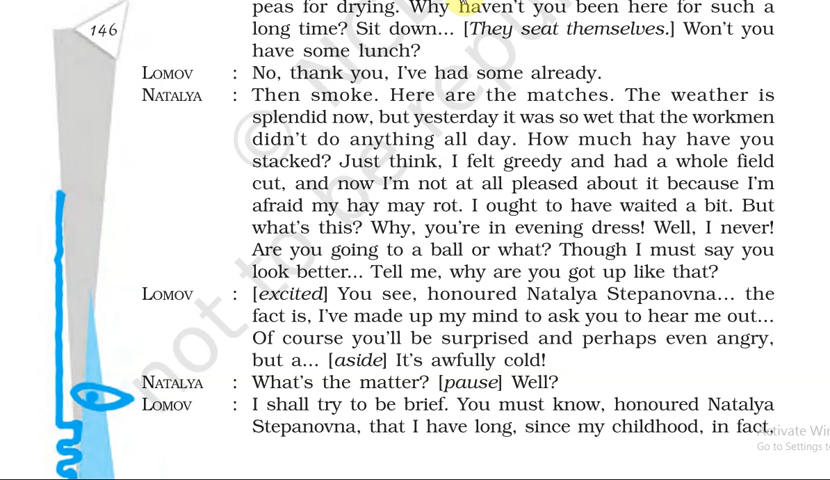 peas for drying. Why haven't you been here for such a
146
long time? Sit down... [They seat themselves.] Won't you
have some lunch?
LOMOV : No, thank you, I've had some already.
NATALYA : Then smoke. Here are the matches. The weather is
splendid now, but yesterday it was so wet that the workmen
didn't do anything all day. How much hay have you
stacked? Just think, I felt greedy and had a whole field
cut, and now I'm not at all pleased about it because I'm
afraid my hay may rot. I ought to have waited a bit. But
what's this? Why, you're in evening dress! Well, I never!
Are you going to a ball or what? Though I must say you
look better... Tell me, why are you got up like that?
LOMOV : [excited] You see, honoured Natalya Stepanovna... the
fact is, I've made up my mind to ask you to hear me out...
Of course you'll be surprised and perhaps even angry,
but a... [aside] It's awfully cold!
NATALYA : What's the matter? [pause] Well?
LOMOV : I shall try to be brief. You must know, honoured Natalya
Stepanovna, that I have long, since my childhood, in fact,
not to be repu